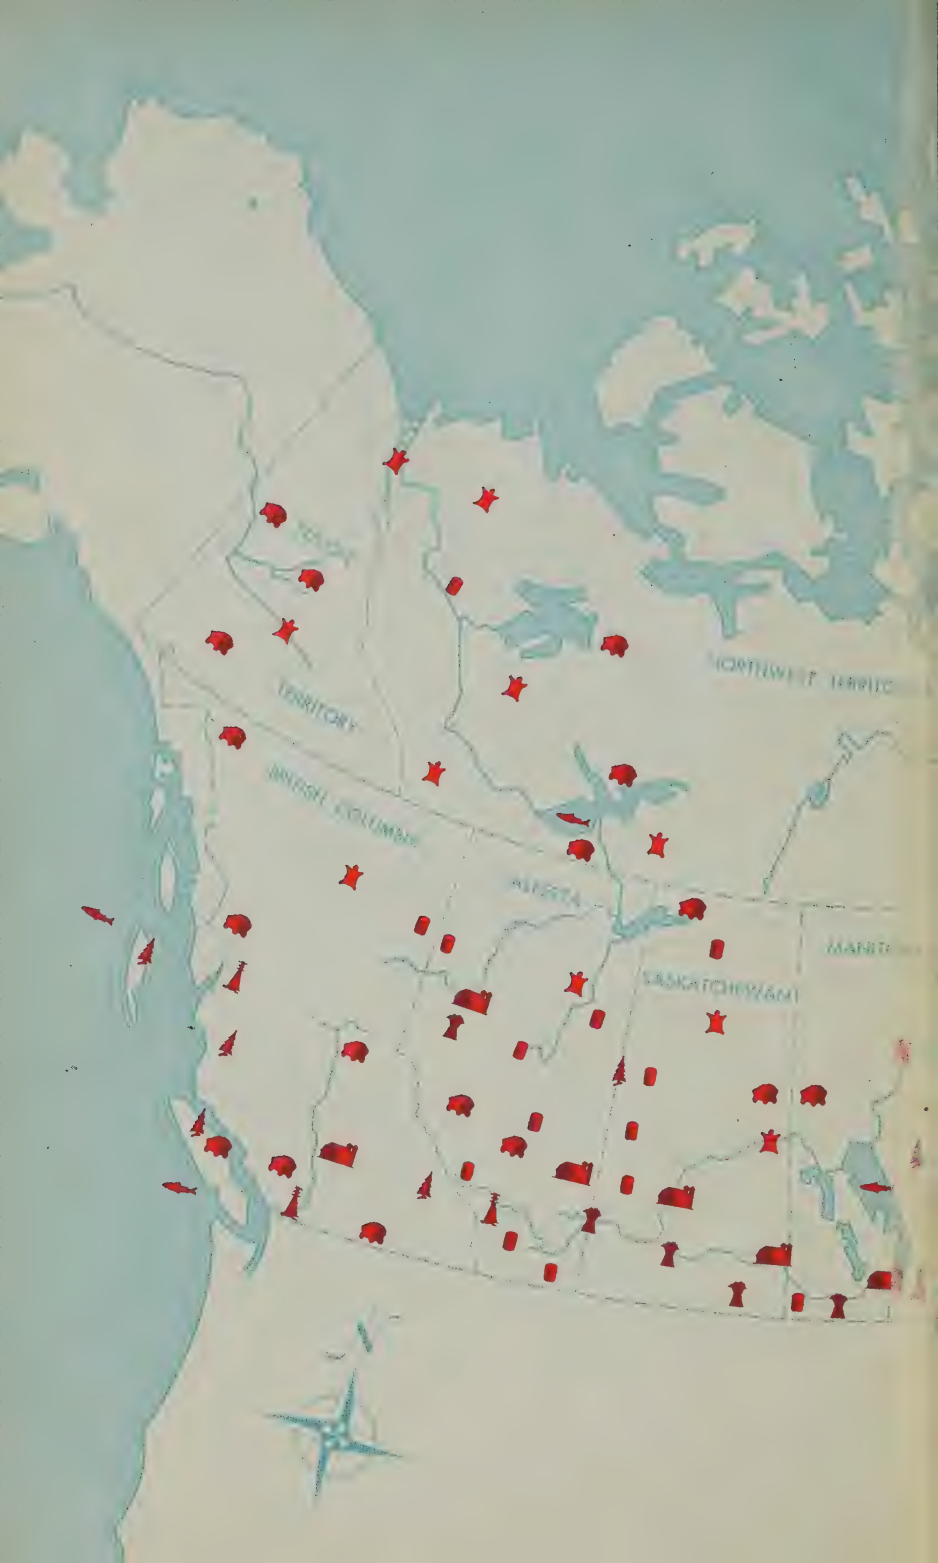 YUKON
NORTHWEST TERRITO
TERRITORY
BRITISH COLUMBIA
ALBERTA
MANITO
SASKATCHEWAN